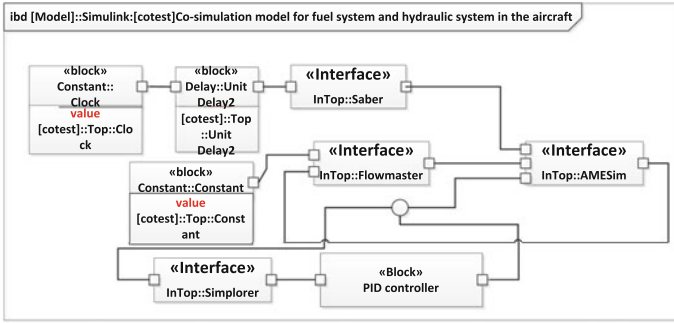 ibd [Model]::Simulink:[cotest]Co-simulation model for fuel system and hydraulic system in the aircraft
«block»
Constant::
Clock
value
[cotest]::Top::Clo
ck
«block»
Delay::Unit
Delay2
[cotest]::Top
::Unit
Delay2
«Interface»
InTop::Saber
«block»
Constant::Constant
value
[cotest]::Top::Const
ant
«Interface»
InTop::Flowmaster
«Interface»
InTop::AMESim
«Interface»
InTop::Simplorer
«Block»
PID controller